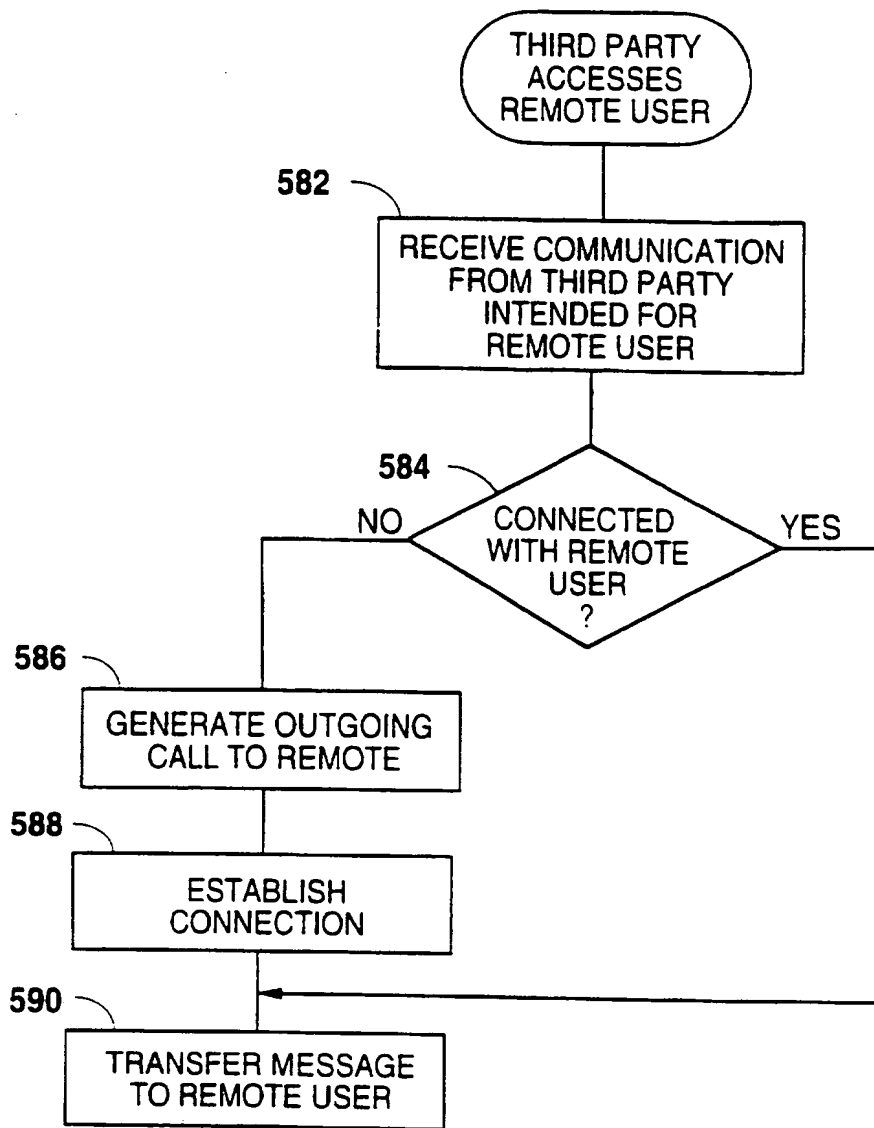 THIRD PARTY
ACCESSES
REMOTE USER
582
RECEIVE COMMUNICATION
FROM THIRD PARTY
INTENDED FOR
REMOTE USER
584
NO
CONNECTED
WITH REMOTE
USER
?
YES
586
GENERATE OUTGOING
CALL TO REMOTE
588
ESTABLISH
CONNECTION
590
TRANSFER MESSAGE
TO REMOTE USER